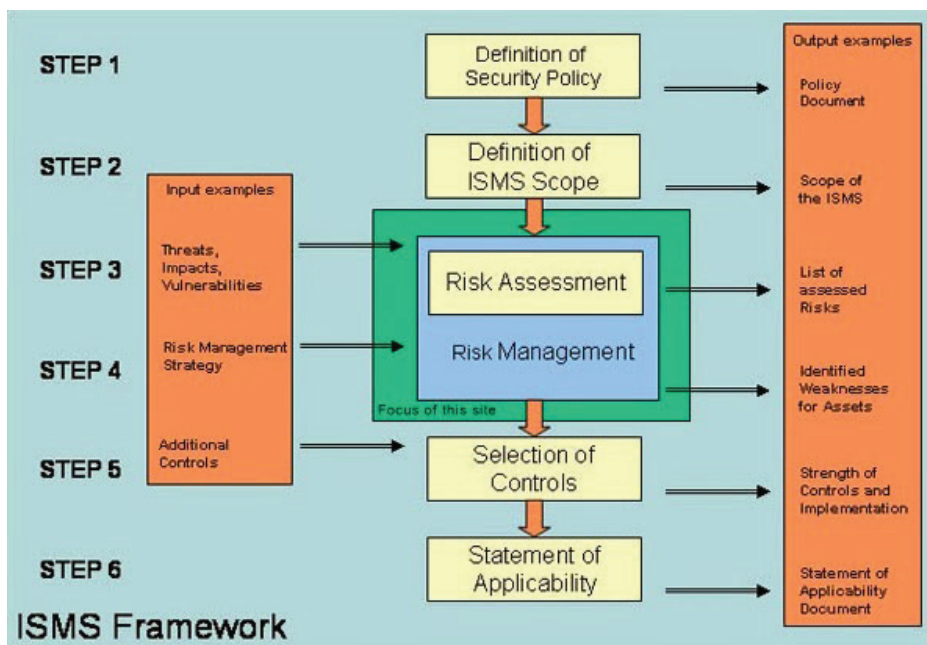 STEP 1
Definition of
Security Policy
Output examples
Policy
Document
STEP 2
Definition of
ISMS Scope
Scope of
the ISMS
Input examples
STEP 3
Threats,
Impacts,
Vulnerabilities
Risk Assessment
List of
assessed
Risks
STEP 4
Risk Management
Strategy
Risk Management
Identified
Weaknesses
for Assets
Focus of this site
STEP 5
Additional
Controls
Selection of
Controls
Strength of
Controls and
Implementation
STEP 6
Statement of
Applicability
Statement of
Applicability
Document
ISMS Framework